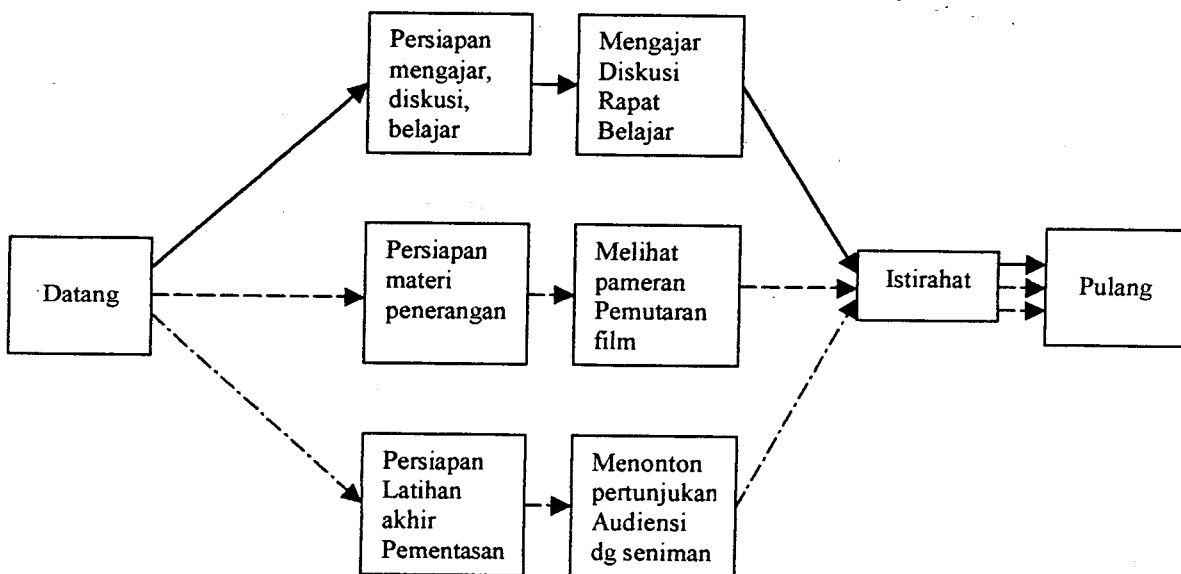 Datang
Persiapan
mengajar,
diskusi,
belajar
Mengajar
Diskusi
Rapat
Belajar
Persiapan
materi
penerangan
Melihat
pameran
Pemutaran
film
Persiapan
Latihan
akhir
Pementasan
Menonton
pertunjukan
Audiensi
dg seniman
Istirahat
Pulang